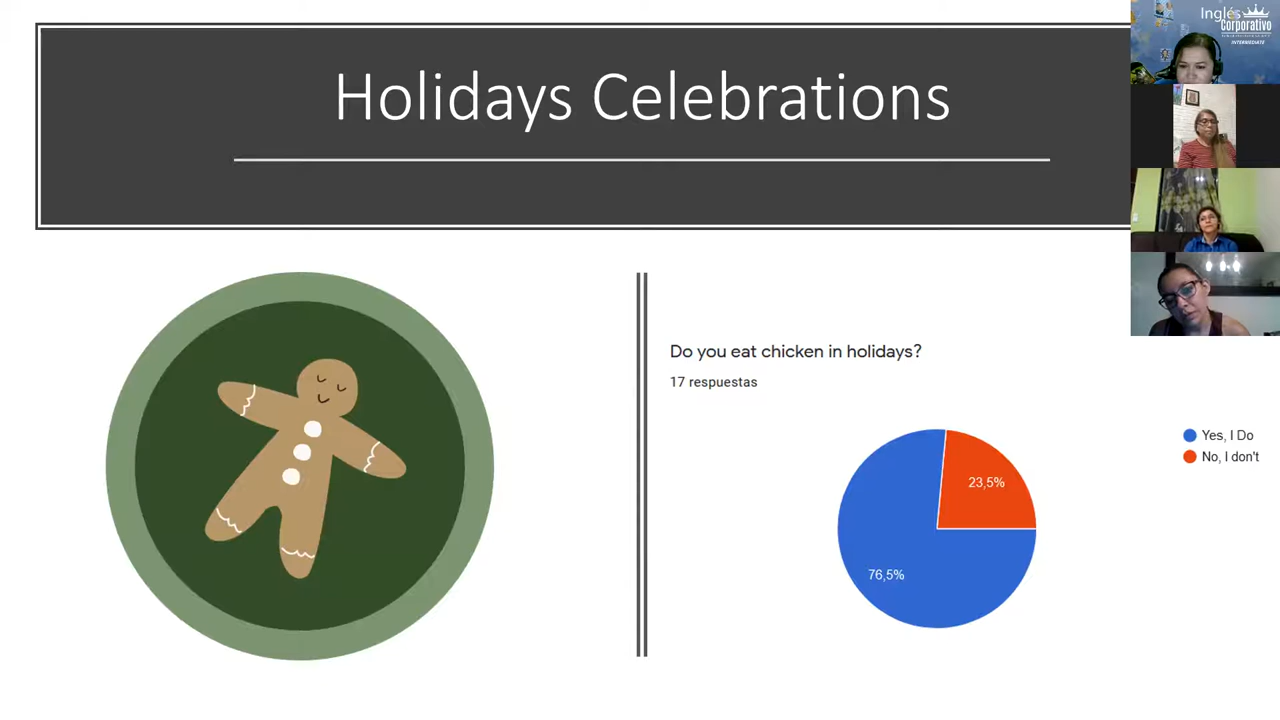 Holidays Celebrations
Inglés
Corporativo
INTERMEDIATE
Do you eat chicken in holidays?
17 respuestas
Yes, I Do
No, I don't
23,5%
76,5%